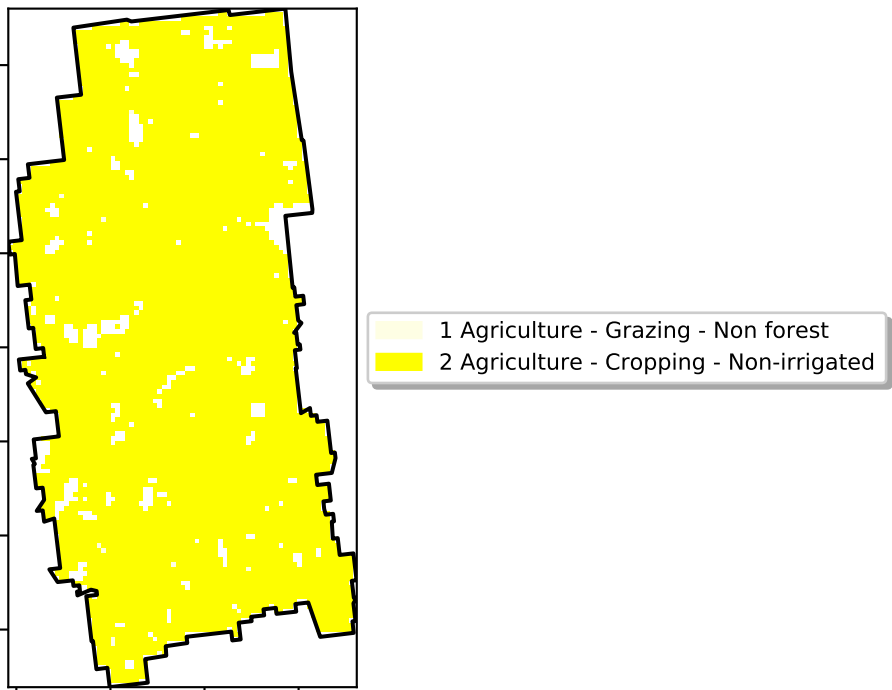 1 Agriculture - Grazing - Non forest
2 Agriculture - Cropping - Non-irrigated